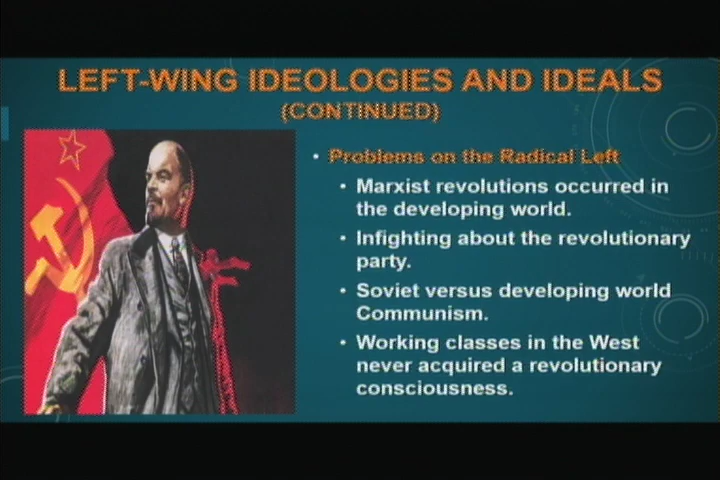 LEFT-WING IDEOLOGIES AND IDEALS
(CONTINUED)
• Problems on the Radical Left
• Marxist revolutions occurred in
the developing world.
• Infighting about the revolutionary
party.
• Soviet versus developing world
Communism.
• Working classes in the West
never acquired a revolutionary
consciousness.